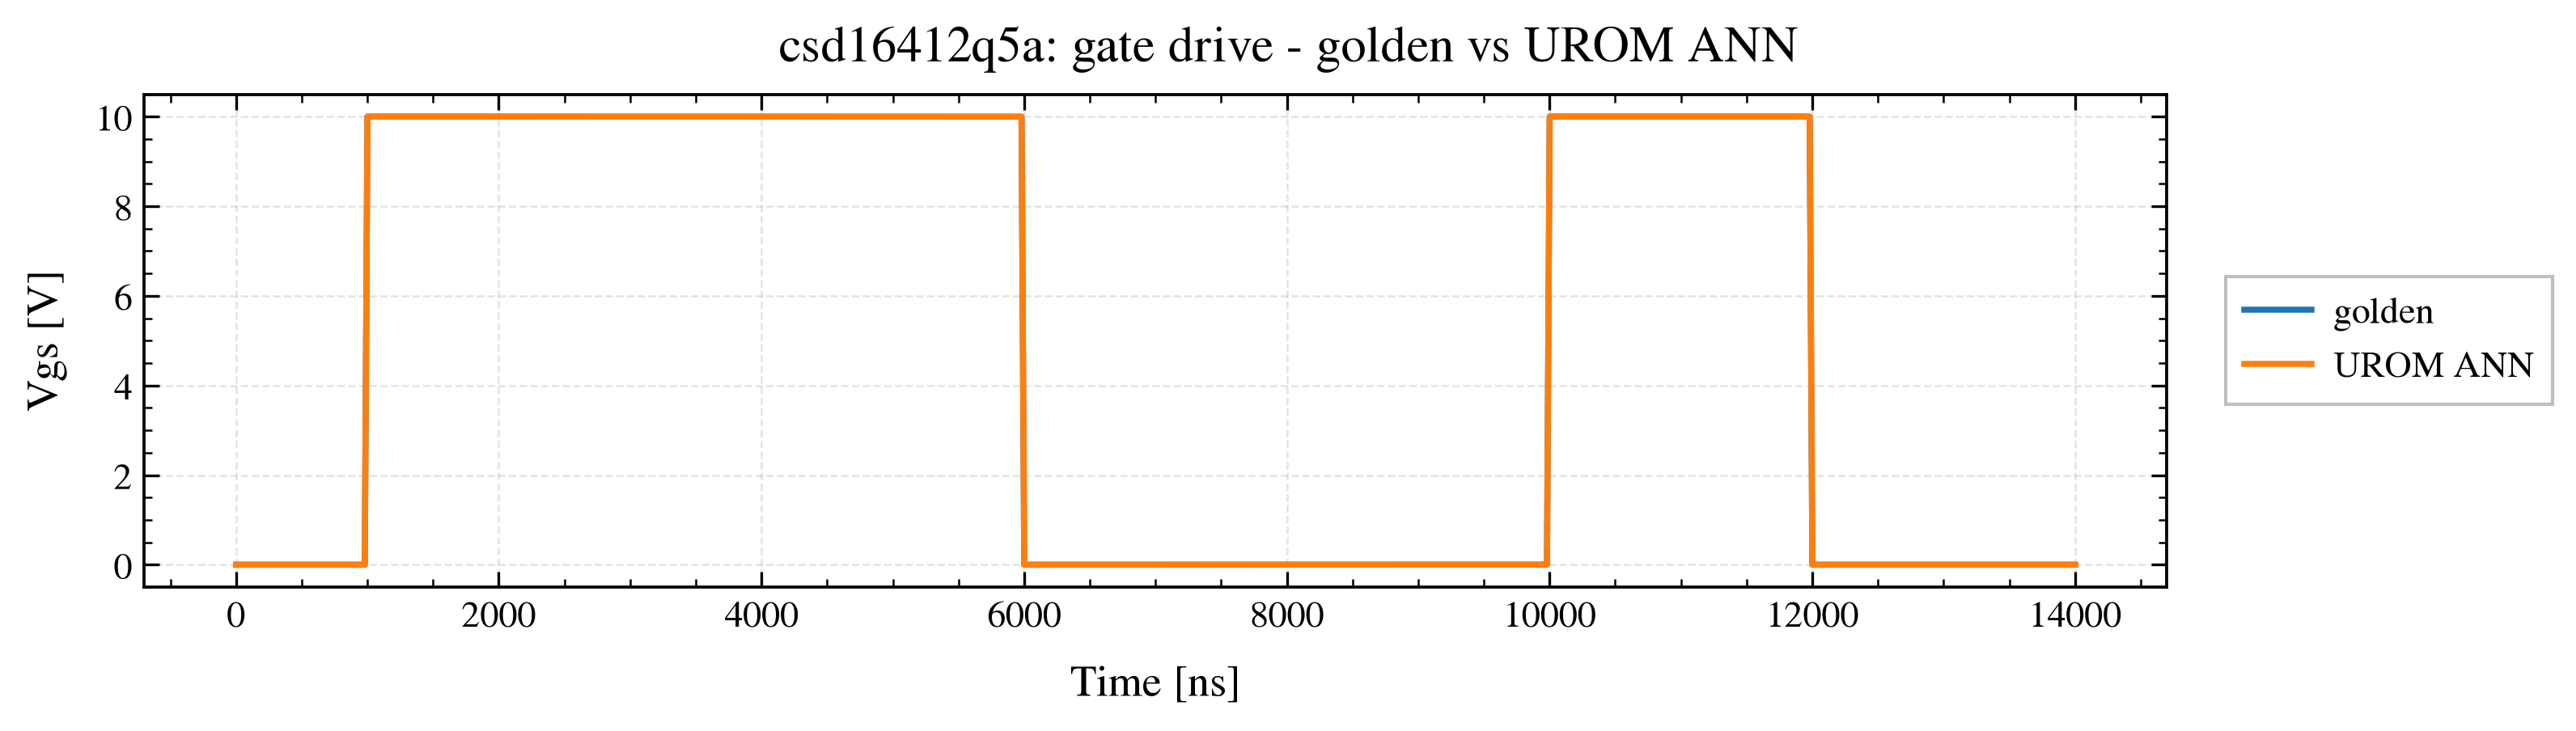 csd16412q5a: gate drive - golden vs UROM ANN
10
8
6
4
2
0
Vgs [V]
0 2000 4000 6000 8000 10000 12000 14000
Time [ns]
golden
UROM ANN